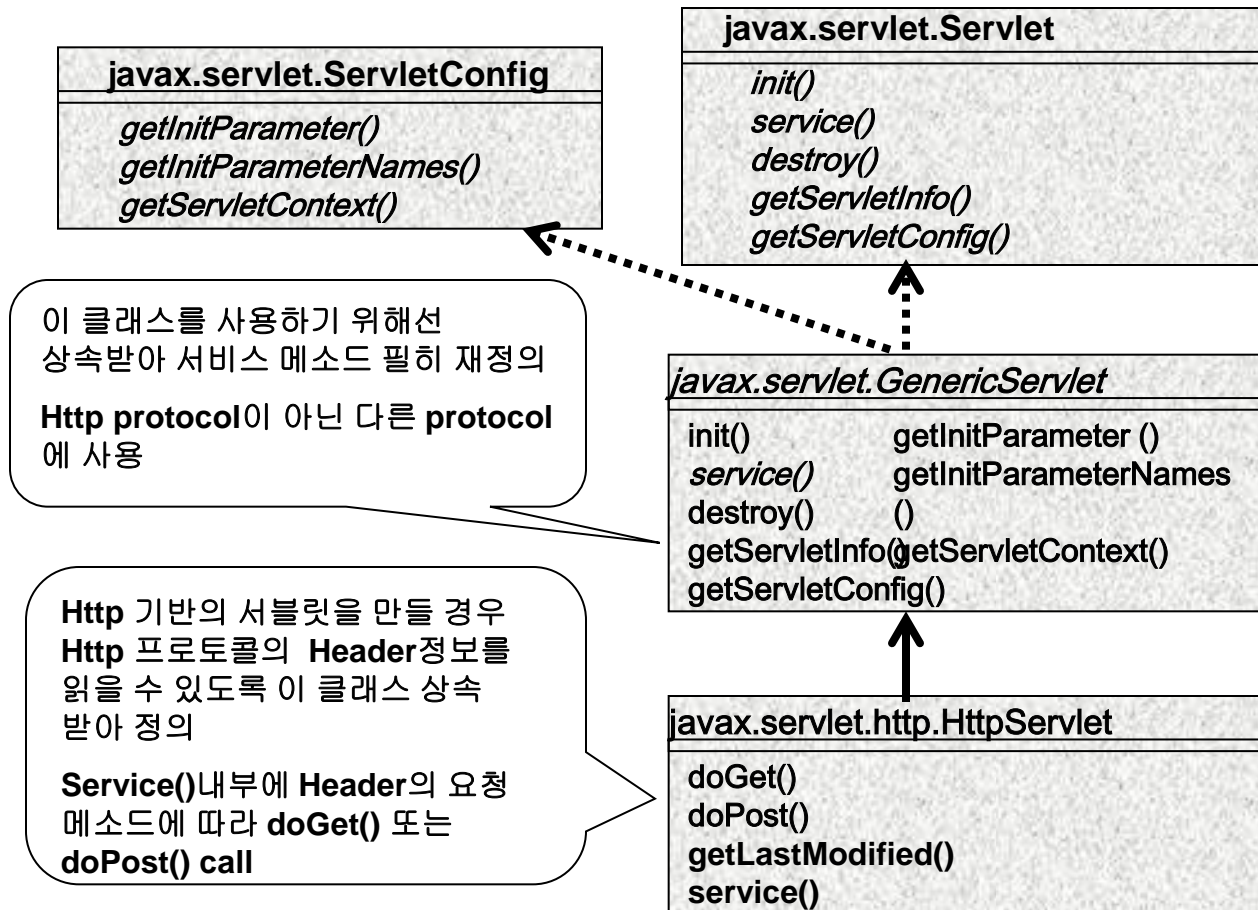 javax.servlet.ServletConfig
getInitParameter()
getInitParameterNames()
getServletContext()
javax.servlet.Servlet
init()
service()
destroy()
getServletInfo()
getServletConfig()
이 클래스를 사용하기 위해선
상속받아 서비스 메소드 필히 재정의
Http protocol이 아닌 다른 protocol
에 사용
javax.servlet.GenericServlet
init() getInitParameter ()
service() getInitParameterNames
destroy() ()
getServletInfo() getServletContext()
getServletConfig()
Http 기반의 서블릿을 만들 경우
Http 프로토콜의 Header정보를
읽을 수 있도록 이 클래스 상속
받아 정의
Service()내부에 Header의 요청
메소드에 따라 doGet() 또는
doPost() call
javax.servlet.http.HttpServlet
doGet()
doPost()
getLastModified()
service()